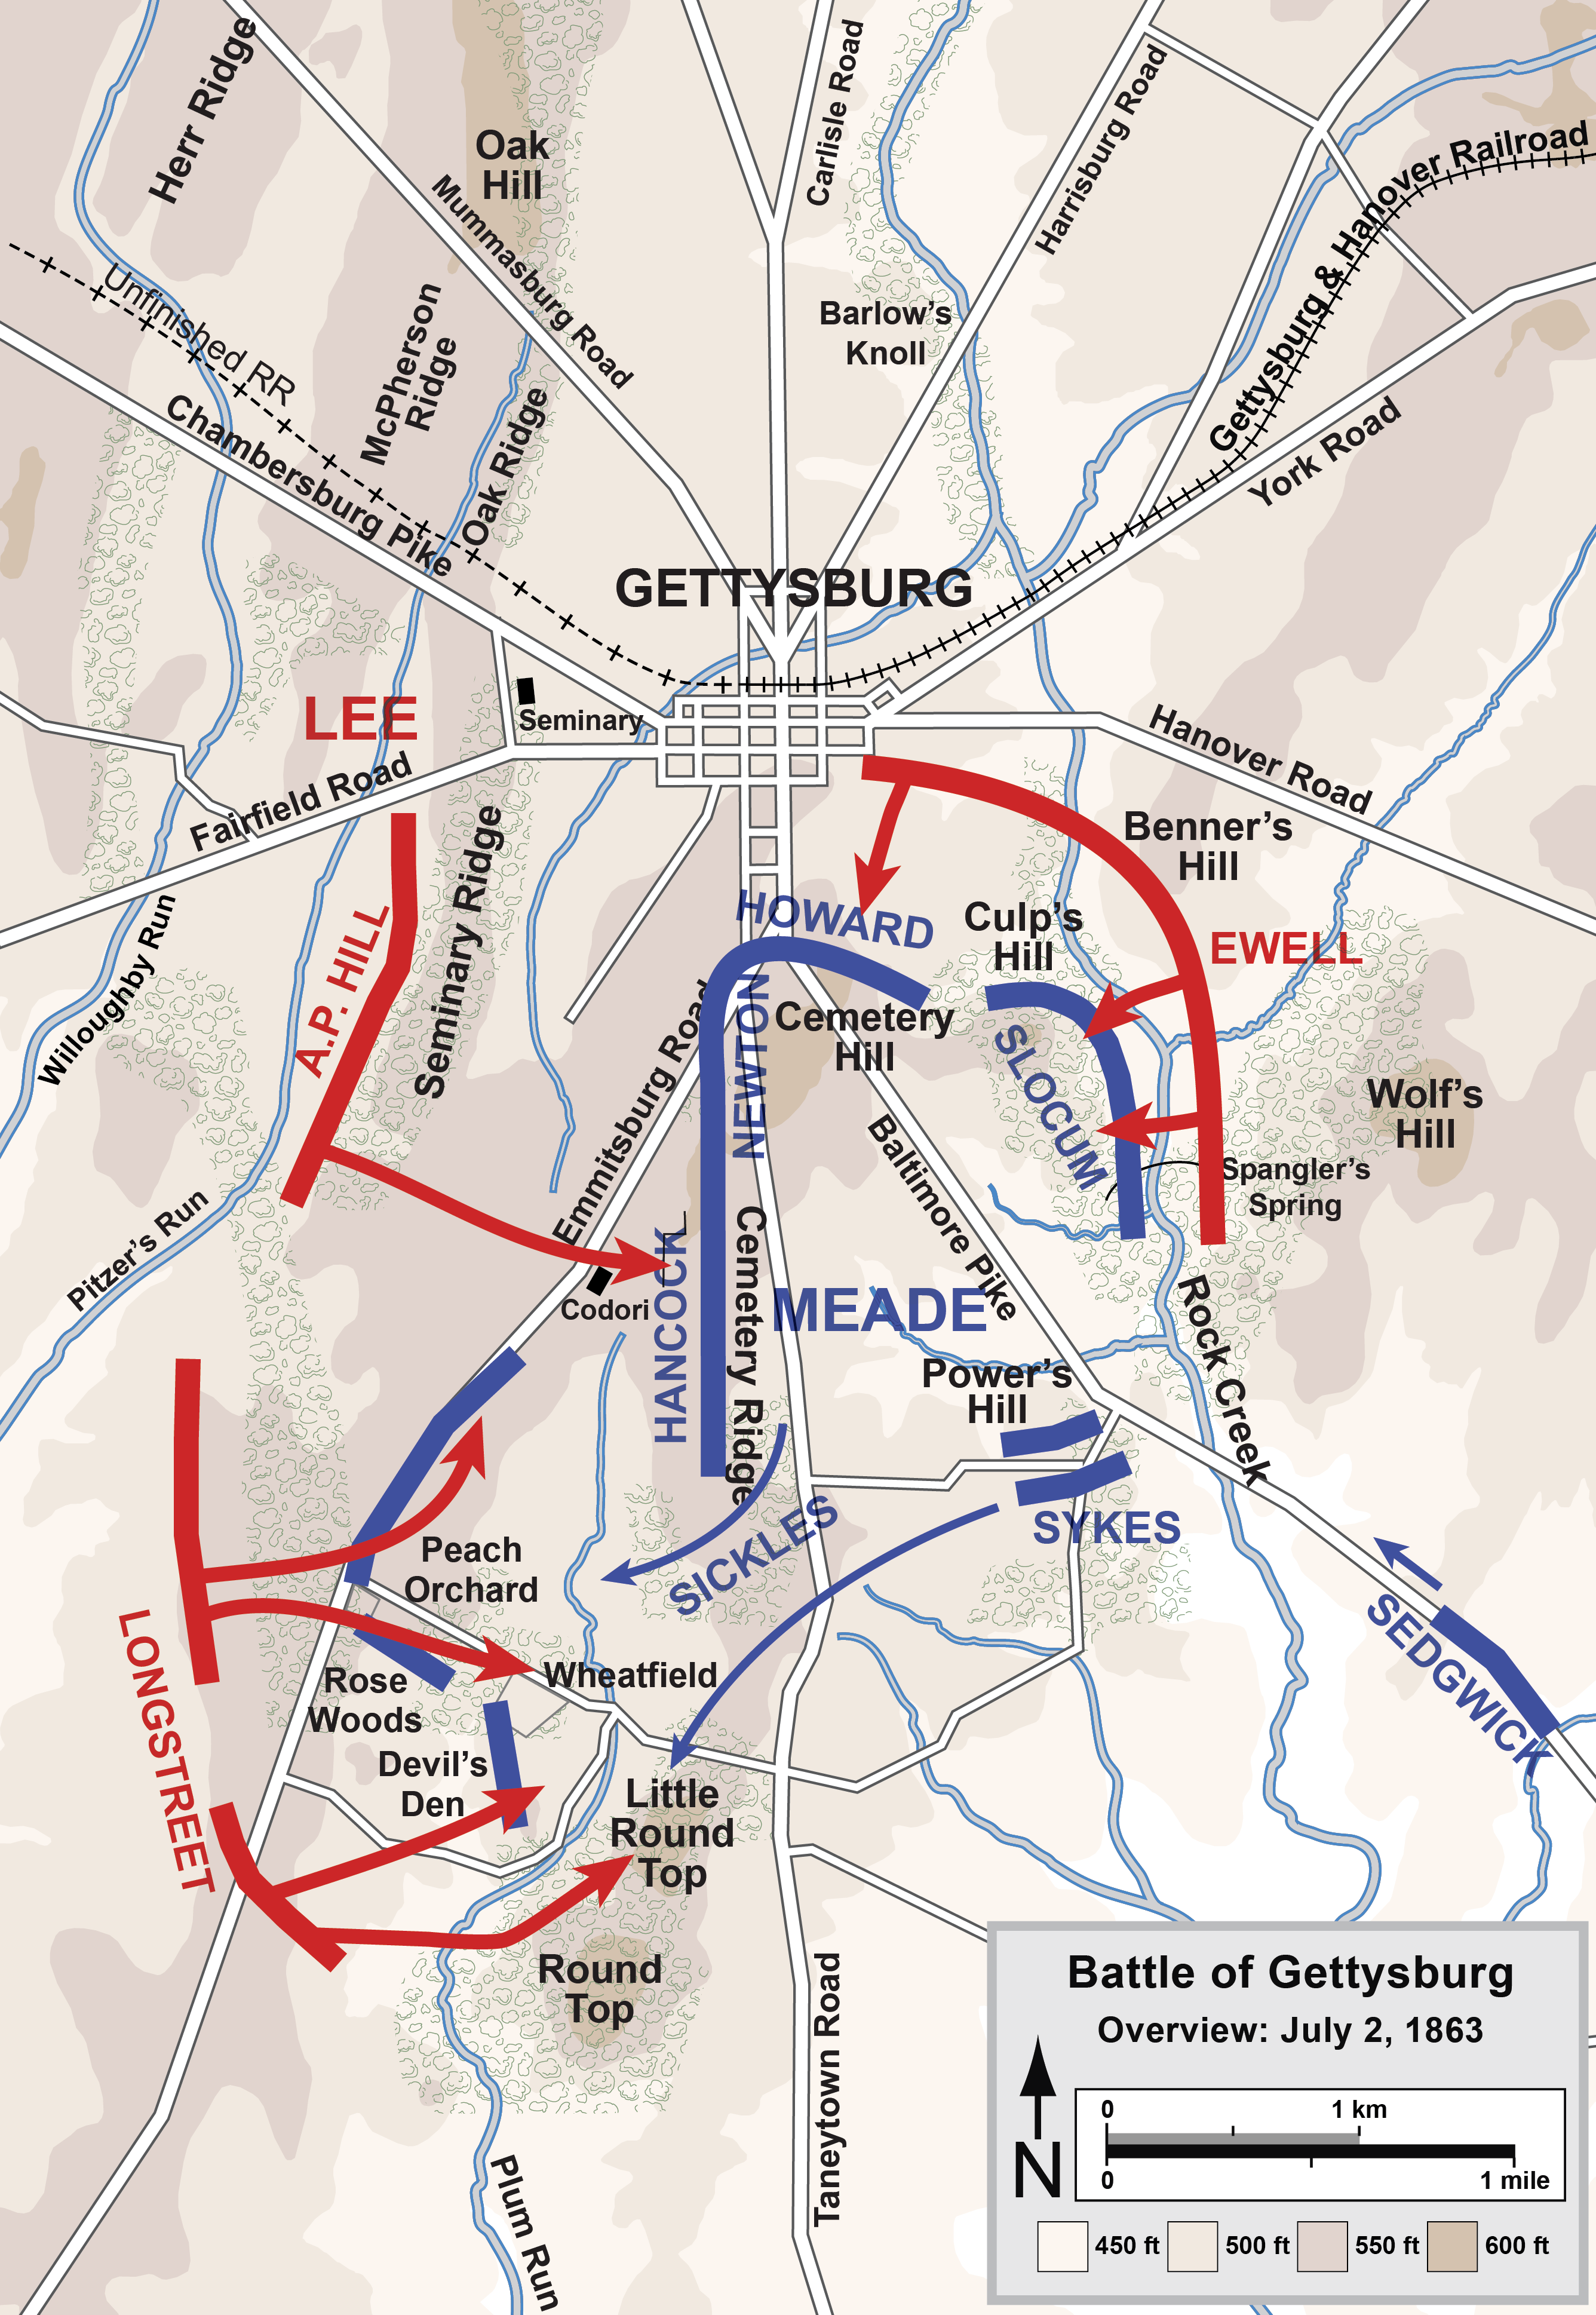 Herr Ridge
Oak
Hill
Mummasburg Road
Carlisle Road
Harrisburg Road
Gettysburg & Hanover Railroad
Unfinished RR
McPherson
Ridge
Barlow's
Knoll
Chambersburg Pike
Oak Ridge
York Road
GETTYSBURG
LEE
Seminary
Hanover Road
Fairfield Road
Benner's
Hill
Seminary Ridge
Willoughby Run
A.P. HILL
HOWARD
Culp's
Hill
EWELL
NEWTON
Cemetery
Hill
SLOCUM
Emmitsburg Road
Wolf's
Hill
Baltimore Pike
Spangler's
Spring
Pitzer's Run
Codori
HANCOCK
Cemetery Ridge
MEADE
Rock Creek
Power's
Hill
SICKLES
SYKES
Peach
Orchard
LONGSTREET
SEDGWICK
Rose
Woods
Wheatfield
Devil's
Den
Little
Round
Top
Round
Top
Taneytown Road
Plum Run
Battle of Gettysburg
Overview: July 2, 1863
N
0
1 km
0
1 mile
450 ft
500 ft
550 ft
600 ft